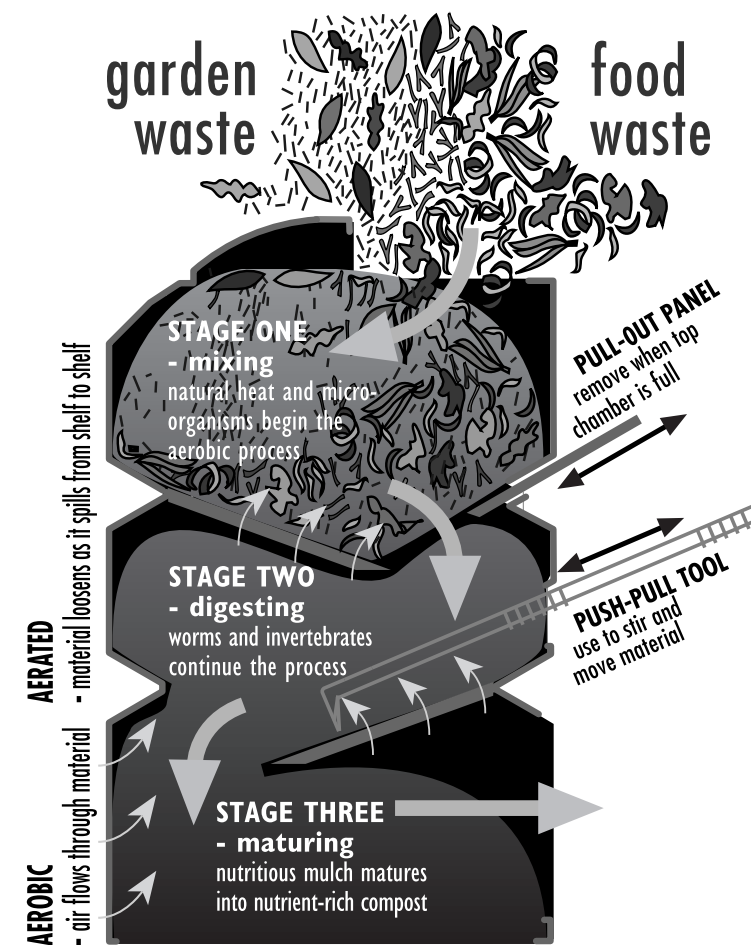 garden
waste
food
waste
STAGE ONE
- mixing
natural heat and micro-
organisms begin the
aerobic process
PULL-OUT PANEL
remove when top
chamber is full
STAGE TWO
- digesting
worms and invertebrates
continue the process
PUSH-PULL TOOL
use to stir and
move material
STAGE THREE
- maturing
nutritious mulch matures
into nutrient-rich compost
AERATED
- material loosens as it spills from shelf to shelf
AEROBIC
- air flows through material